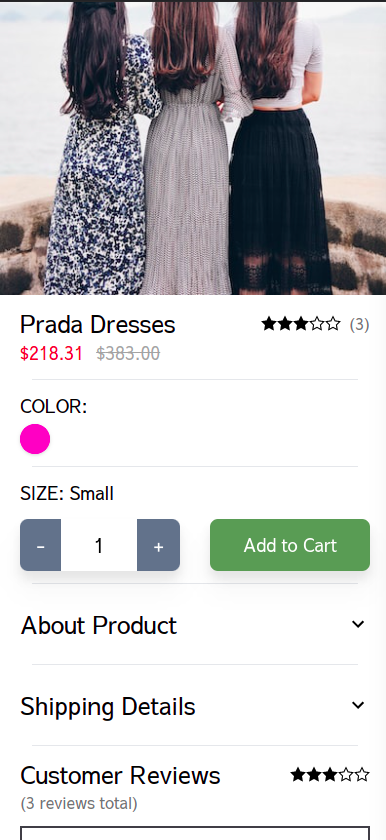 Prada Dresses (3)
$218.31 $383.00
COLOR:
SIZE: Small
- 1 + Add to Cart
About Product
Shipping Details
Customer Reviews
(3 reviews total)